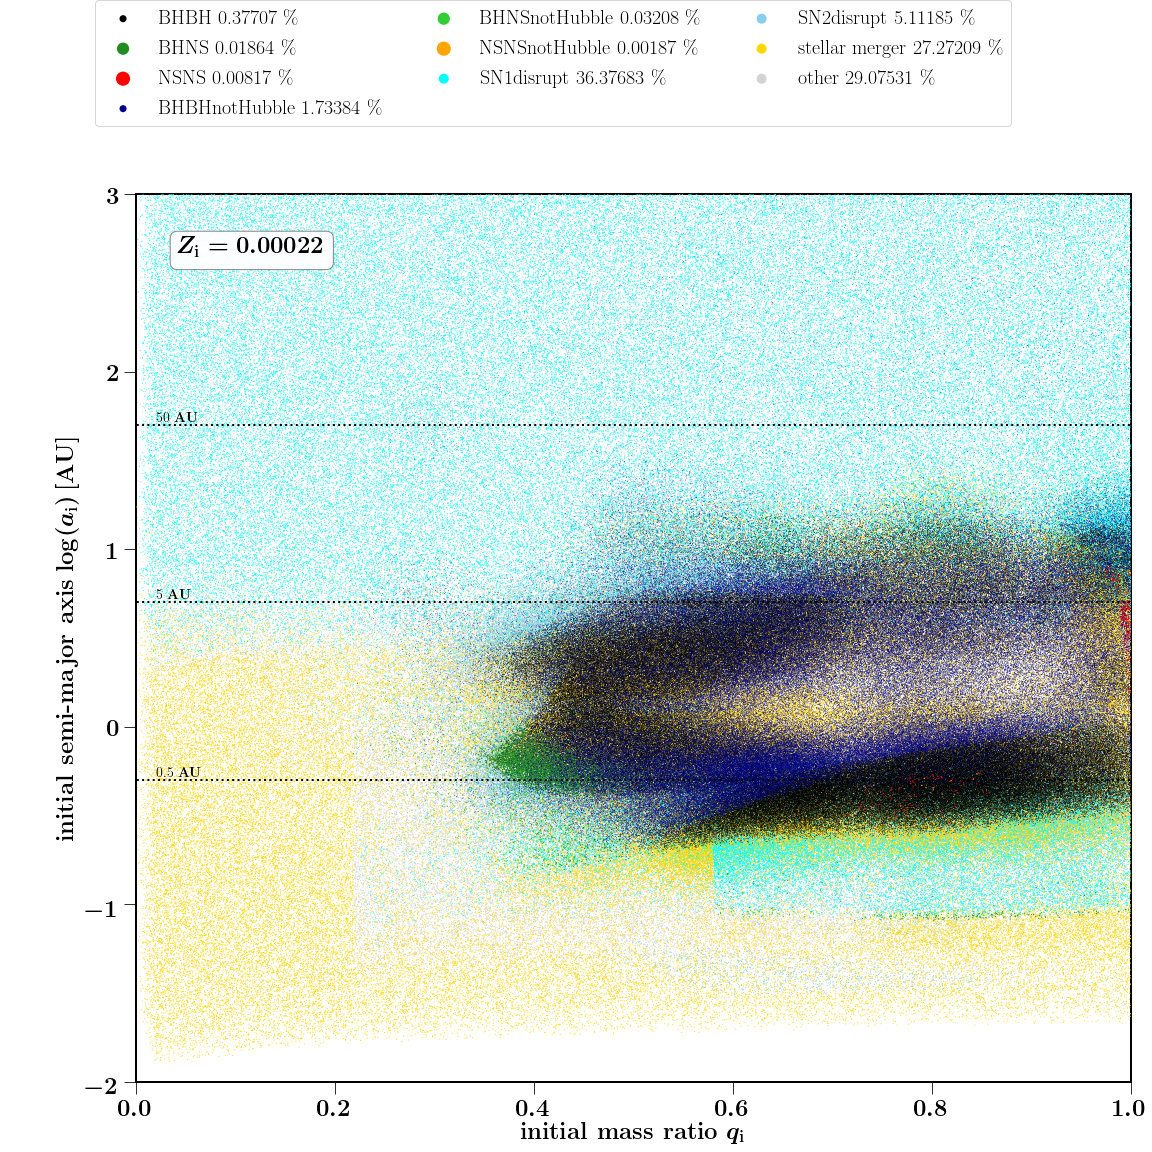 BHBH 0.37707 %
BHNS 0.01864 %
NSNS 0.00817 %
BHBHnotHubble 1.73384 %
BHNSnotHubble 0.03208 %
NSNSnotHubble 0.00187 %
SN1disrupt 36.37683 %
SN2disrupt 5.11185 %
stellar merger 27.27209 %
other 29.07531 %
Zi = 0.00022
3
2
1
0
−1
−2
50 AU
5 AU
0.5 AU
initial semi-major axis log(ai) [AU]
0.0 0.2 0.4 0.6 0.8 1.0
initial mass ratio qi